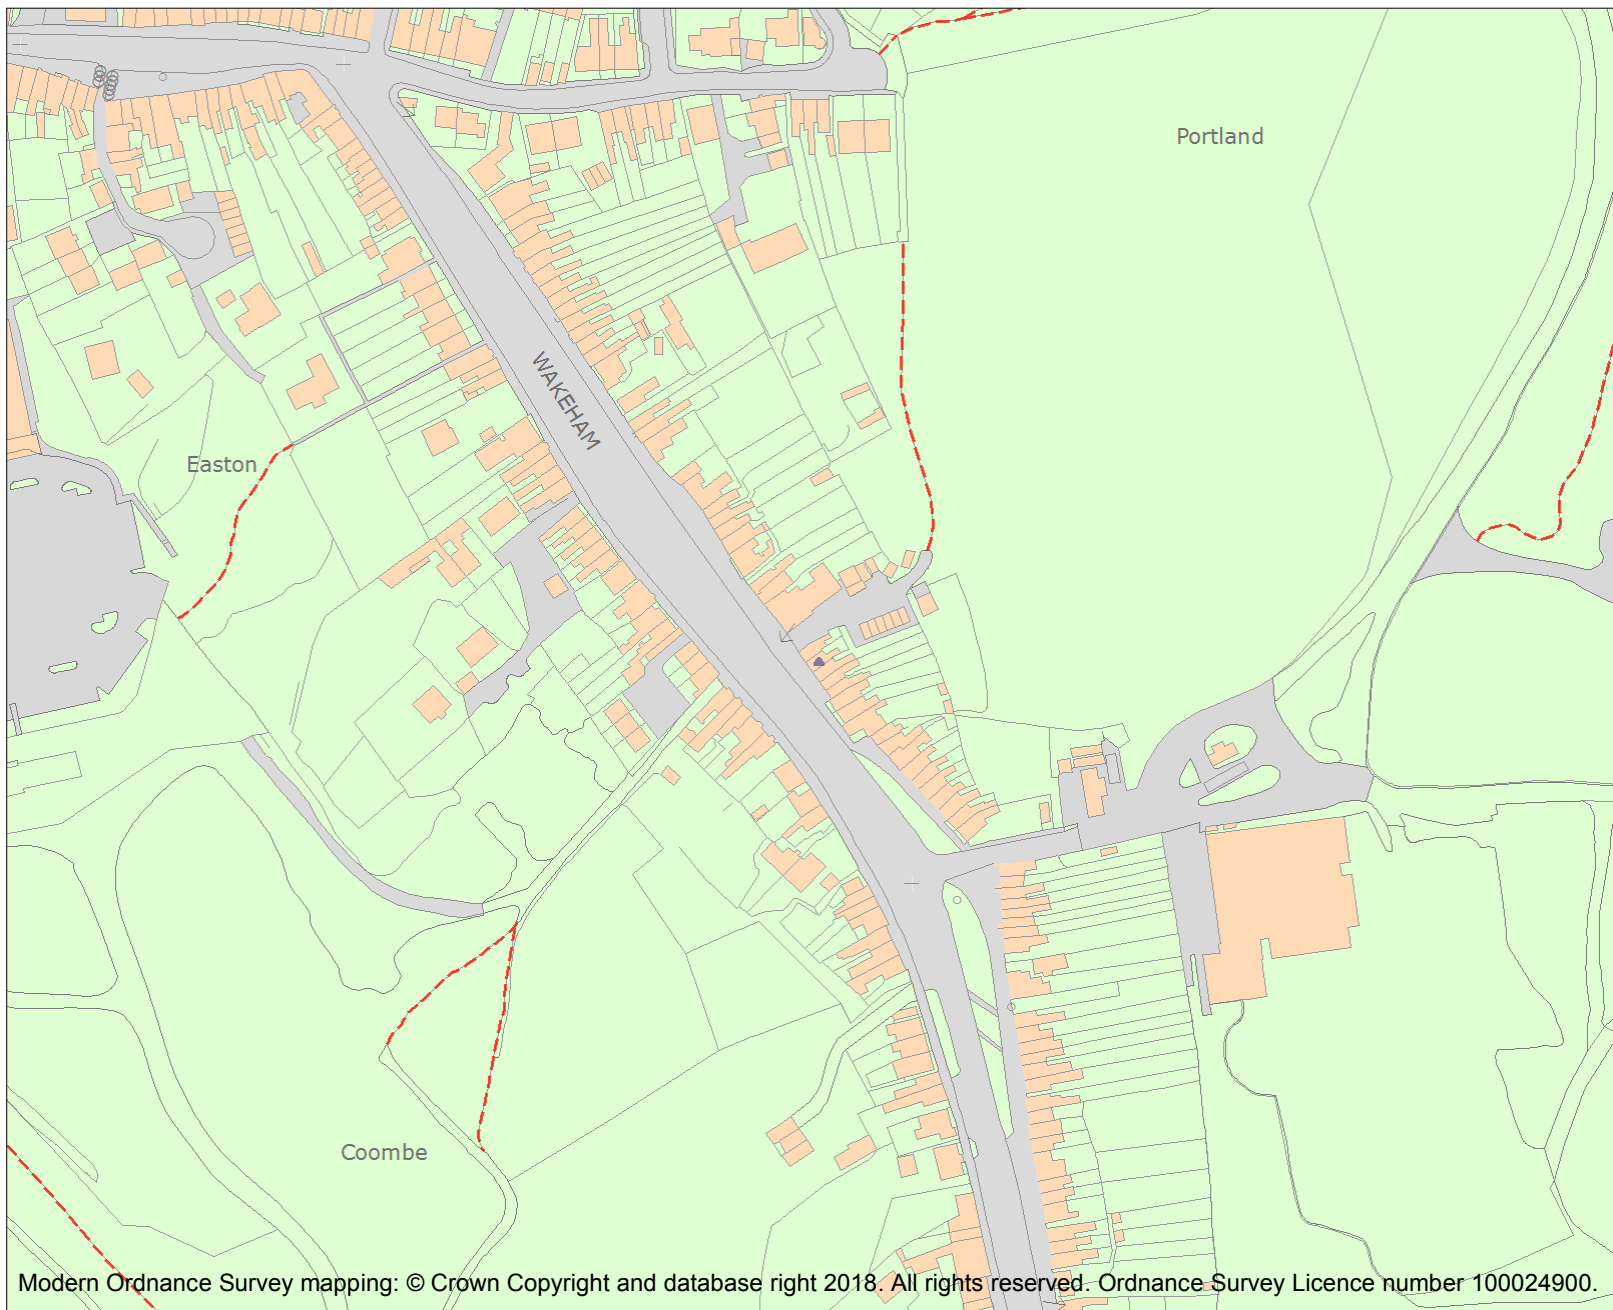 Portland
WAKEHAM
Easton
Coombe
Modern Ordnance Survey mapping: © Crown Copyright and database right 2018. All rights reserved. Ordnance Survey Licence number 100024900.